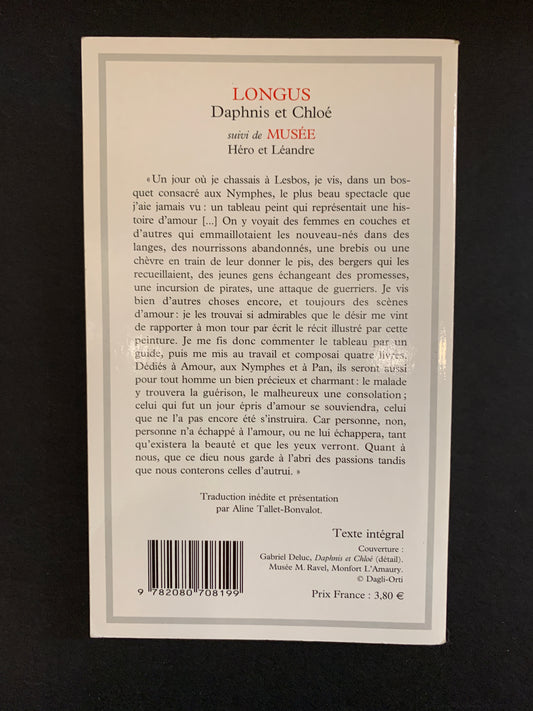 LONGUS
Daphnis et Chloé
suivi de MUSÉE
Héro et Léandre
« Un jour où je chassais à Lesbos, je vis, dans un bos-
quet consacré aux Nymphes, le plus beau spectacle que
j'aie jamais vu : un tableau peint qui représentait une his-
toire d'amour [...] On y voyait des femmes en couches et
d'autres qui emmaillotaient les nouveau-nés dans des
langes, des nourrissons abandonnés, une brebis ou une
chèvre en train de leur donner le pis, des bergers qui
les recueillaient, des jeunes gens échangeant des promesses,
une incursion de pirates, une attaque de guerriers. Je vis
bien d'autres choses encore, et toujours des scènes
d'amour : je les trouvai si admirables que le désir me vint
de rapporter à mon tour par écrit le récit illustré par cette
peinture. Je me fis donc commenter le tableau par un
guide, puis me mis au travail et composai quatre livres.
Dédiés à Amour, aux Nymphes et à Pan, ils seront aussi
pour tout homme un bien précieux et charmant : le malade
y trouvera la guérison, le malheureux une consolation ;
celui qui fut un jour épris d'amour se souviendra, celui
que ne l'a pas encore été s'instruira. Car personne, non,
personne n'a échappé à l'amour, ou ne lui échappera, tant
qu'existera la beauté et que les yeux verront. Quant à
nous, que ce dieu nous garde à l'abri des passions tandis
que nous conterons celles d'autrui. »
Traduction inédite et présentation
par Aline Tallet-Bonvalot.
Texte intégral
Couverture :
Gabriel Deluc, Daphnis et Chloé (détail).
Musée M. Ravel, Monfort L'Amaury.
© Dagli-Orti
Prix France : 3,80 €
9 782080 708199